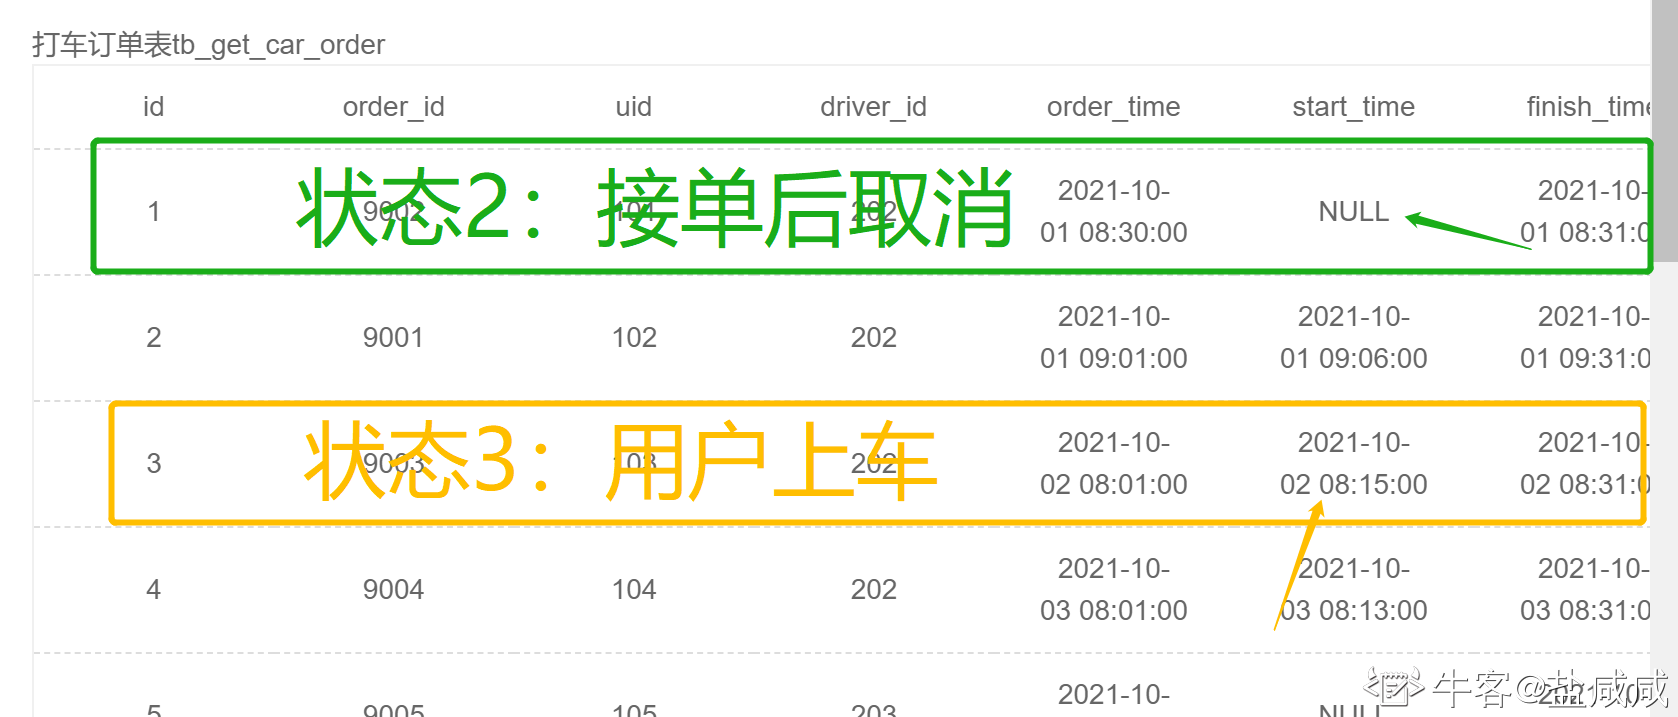 打车订单表tb_get_car_order
id order_id uid driver_id order_time start_time finish_time
状态2：接单后取消
1 9002 101 202 2021-10-01 08:30:00 NULL 2021-10-01 08:31:0
2 9001 102 202 2021-10-01 09:01:00 2021-10-01 09:06:00 2021-10-01 09:31:0
状态3：用户上车
3 9003 103 202 2021-10-02 08:01:00 2021-10-02 08:15:00 2021-10-02 08:31:0
4 9004 104 202 2021-10-03 08:01:00 2021-10-03 08:13:00 2021-10-03 08:31:0
5 9005 105 203 2021-10- NULL 2021-10-
牛客@盐咸咸